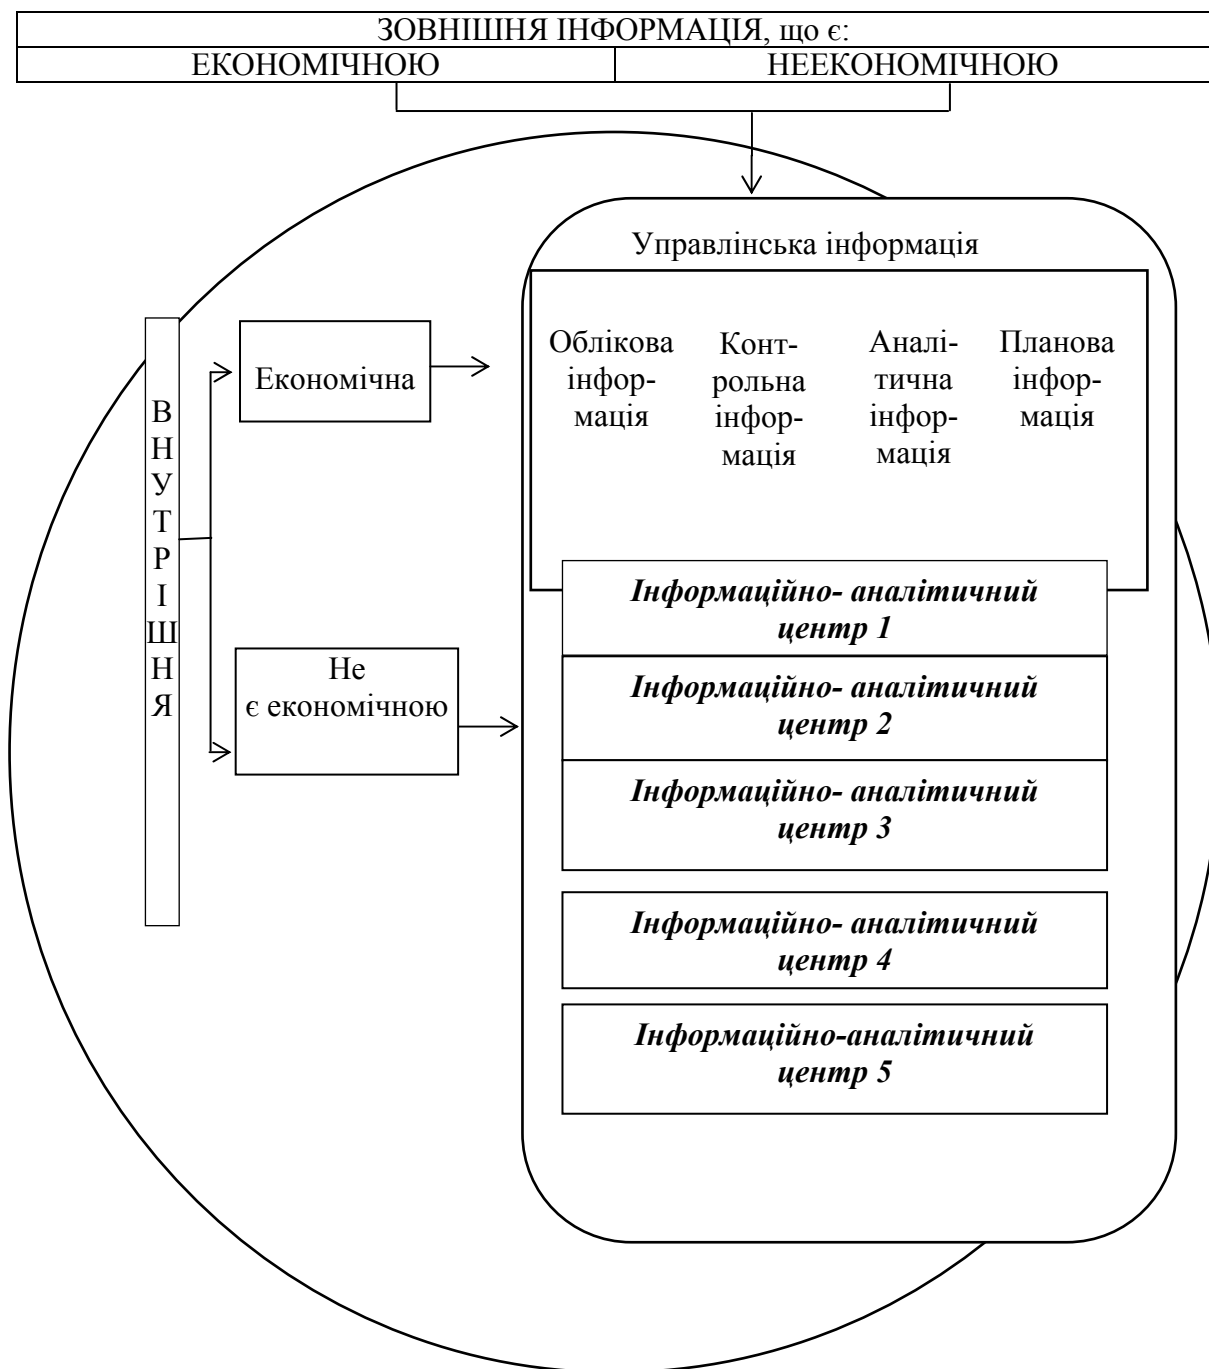 ЗОВНІШНЯ ІНФОРМАЦІЯ, що є:
ЕКОНОМІЧНОЮ
НЕЕКОНОМІЧНОЮ
Управлінська інформація
Облікова
інфор-
мація
Конт-
рольна
інфор-
мація
Аналі-
тична
інфор-
мація
Планова
інфор-
мація
В
Н
У
Т
Р
І
Ш
Н
Я
Економічна
Не
є економічною
Інформаційно- аналітичний
центр 1
Інформаційно- аналітичний
центр 2
Інформаційно- аналітичний
центр 3
Інформаційно- аналітичний
центр 4
Інформаційно-аналітичний
центр 5